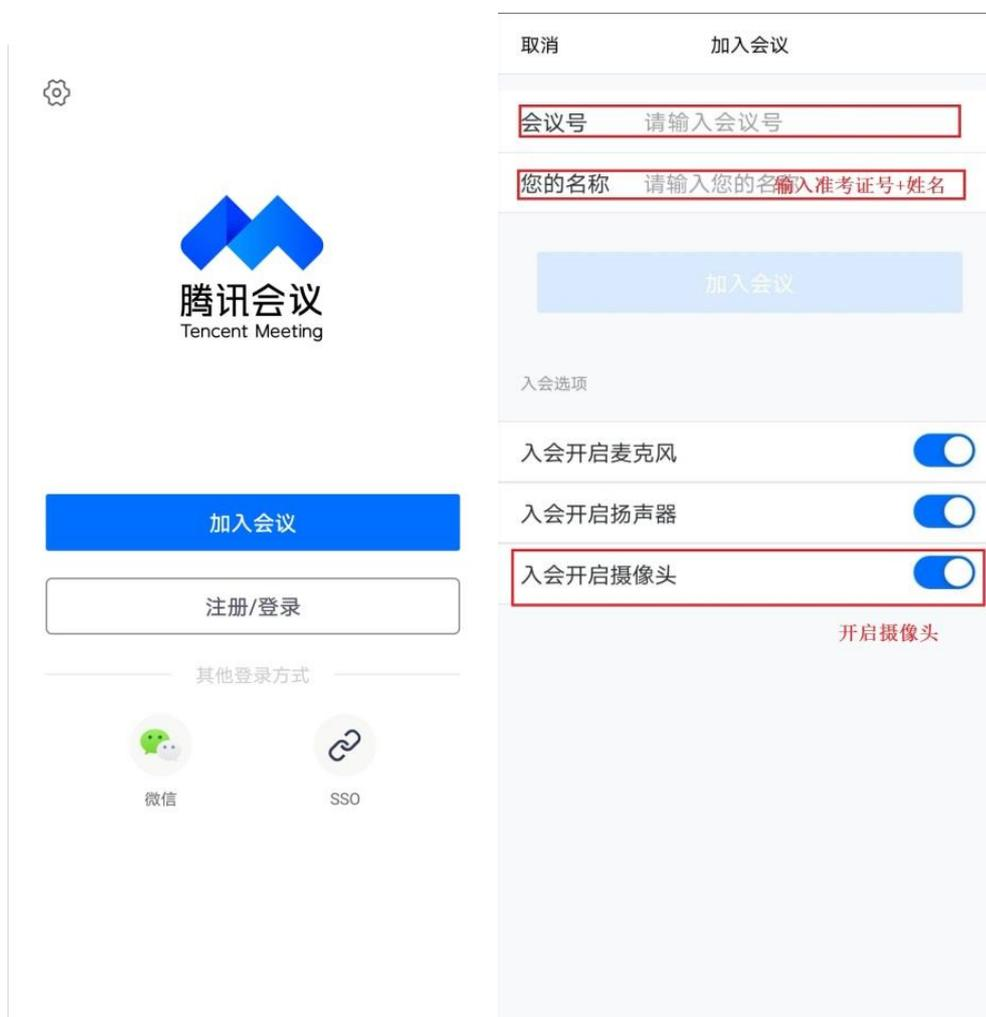 腾讯会议
Tencent Meeting
加入会议
注册/登录
其他登录方式
微信
SSO
取消
加入会议
会议号
请输入会议号
您的名称
请输入您的名称
输入准考证号+姓名
加入会议
入会选项
入会开启麦克风
入会开启扬声器
入会开启摄像头
开启摄像头